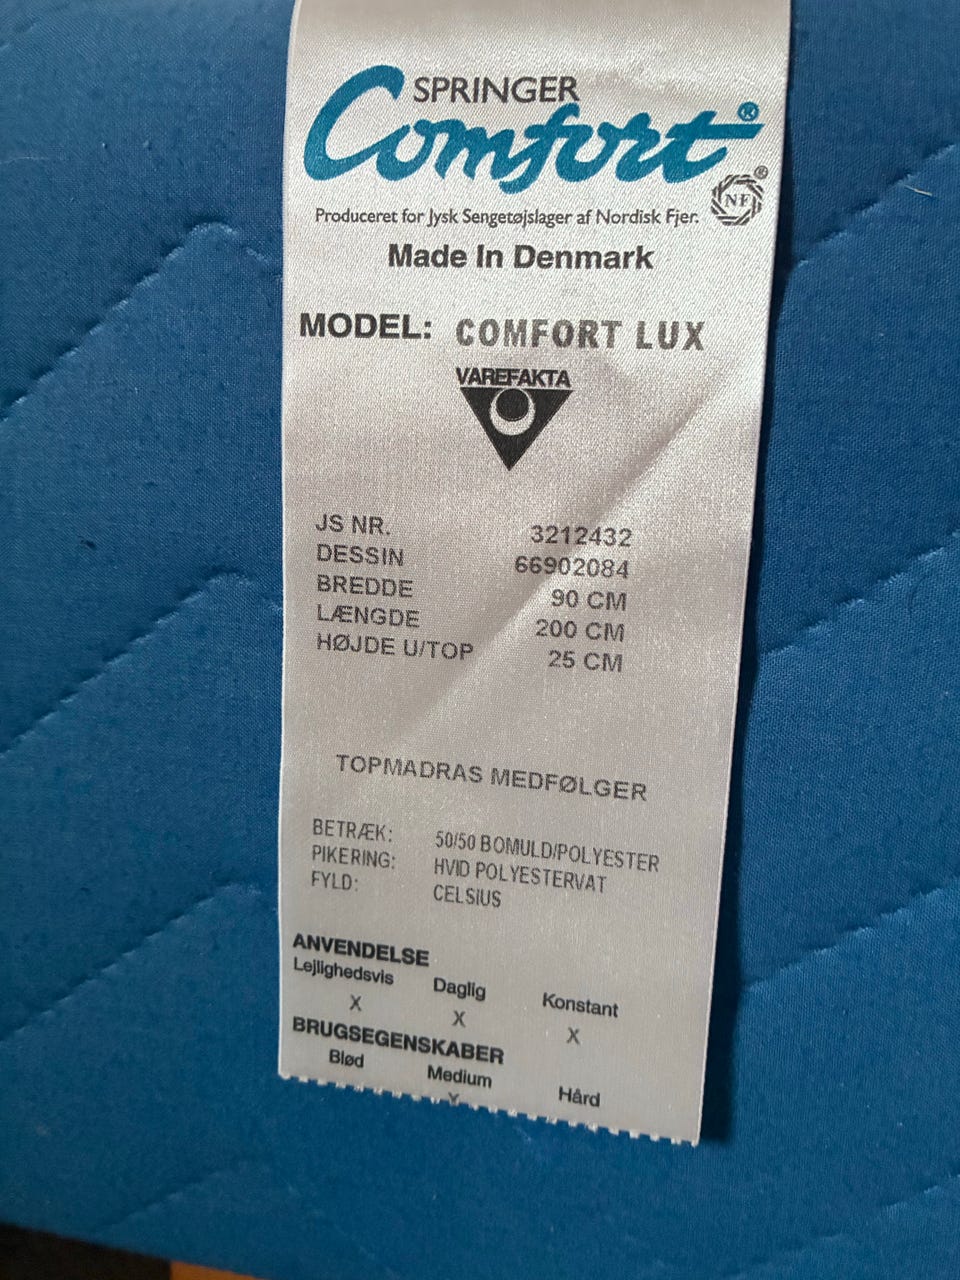 SPRINGER
Comfort®
NF ®
Produceret for Jysk Sengetøjslager af Nordisk Fjer.
Made In Denmark
MODEL: COMFORT LUX
VAREFAKTA
JS NR. 3212432
DESSIN 66902084
BREDDE 90 CM
LÆNGDE 200 CM
HØJDE U/TOP 25 CM
TOPMADRAS MEDFØLGER
BETRÆK: 50/50 BOMULD/POLYESTER
PIKERING: HVID POLYESTERVAT
FYLD: CELSIUS
ANVENDELSE
Lejlighedsvis Daglig Konstant
X X X
BRUGSEGENSKABER
Blød Medium Hård
X